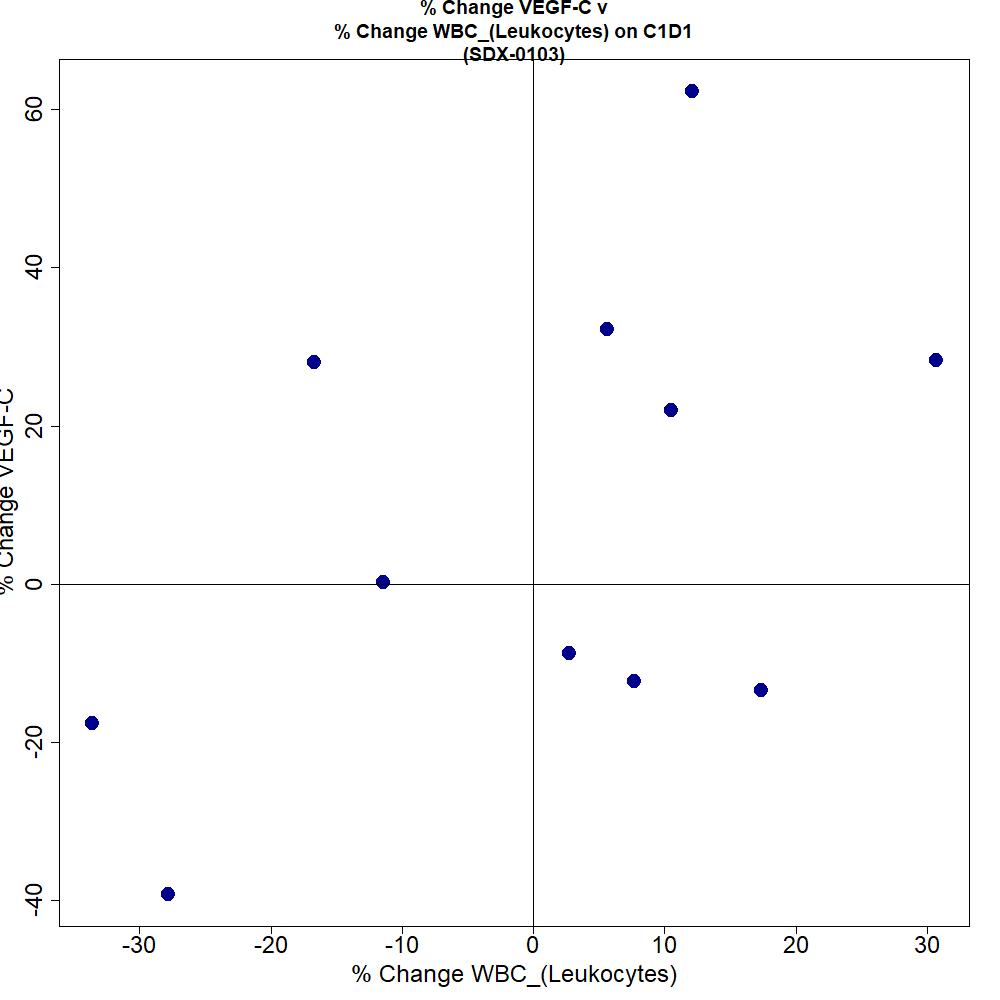 % Change VEGF-C v
% Change WBC_(Leukocytes) on C1D1
(SDX-0103)
% Change VEGF-C
60
40
20
0
-20
-40
-30
-20
-10
0
10
20
30
% Change WBC_(Leukocytes)